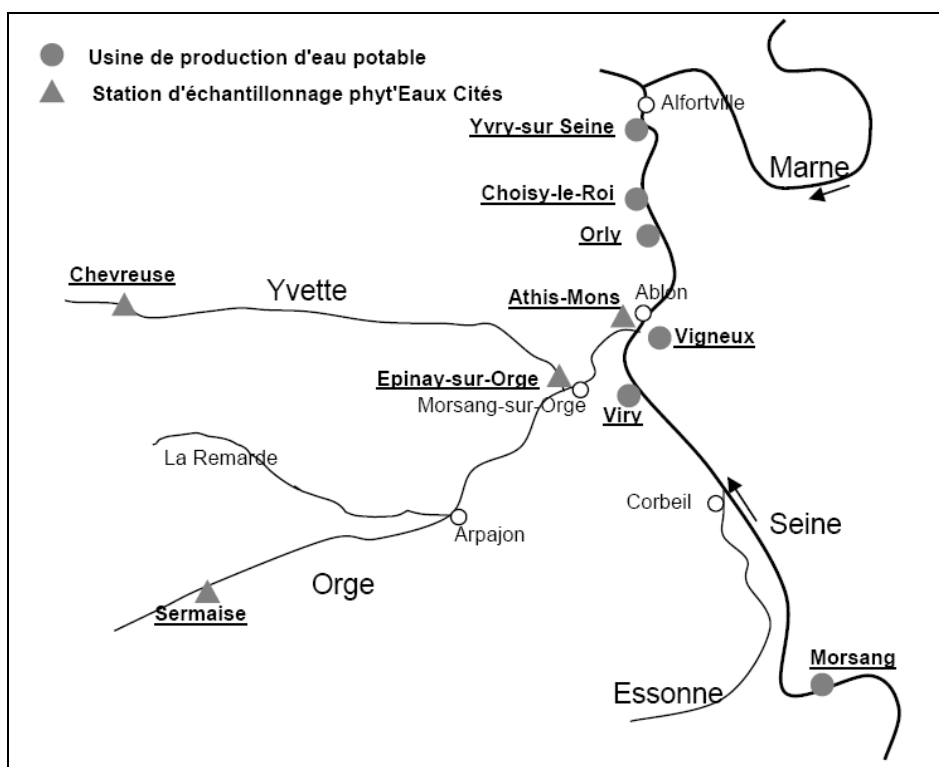 Usine de production d'eau potable
Station d'échantillonnage phyt'Eaux Cités
Alfortville
Yvry-sur Seine
Marne
Choisy-le-Roi
Orly
Chevreuse
Yvette
Ablon
Athis-Mons
Vigneux
Epinay-sur-Orge
Morsang-sur-Orge
Viry
La Remarde
Corbeil
Seine
Arpajon
Orge
Sermaise
Morsang
Essonne